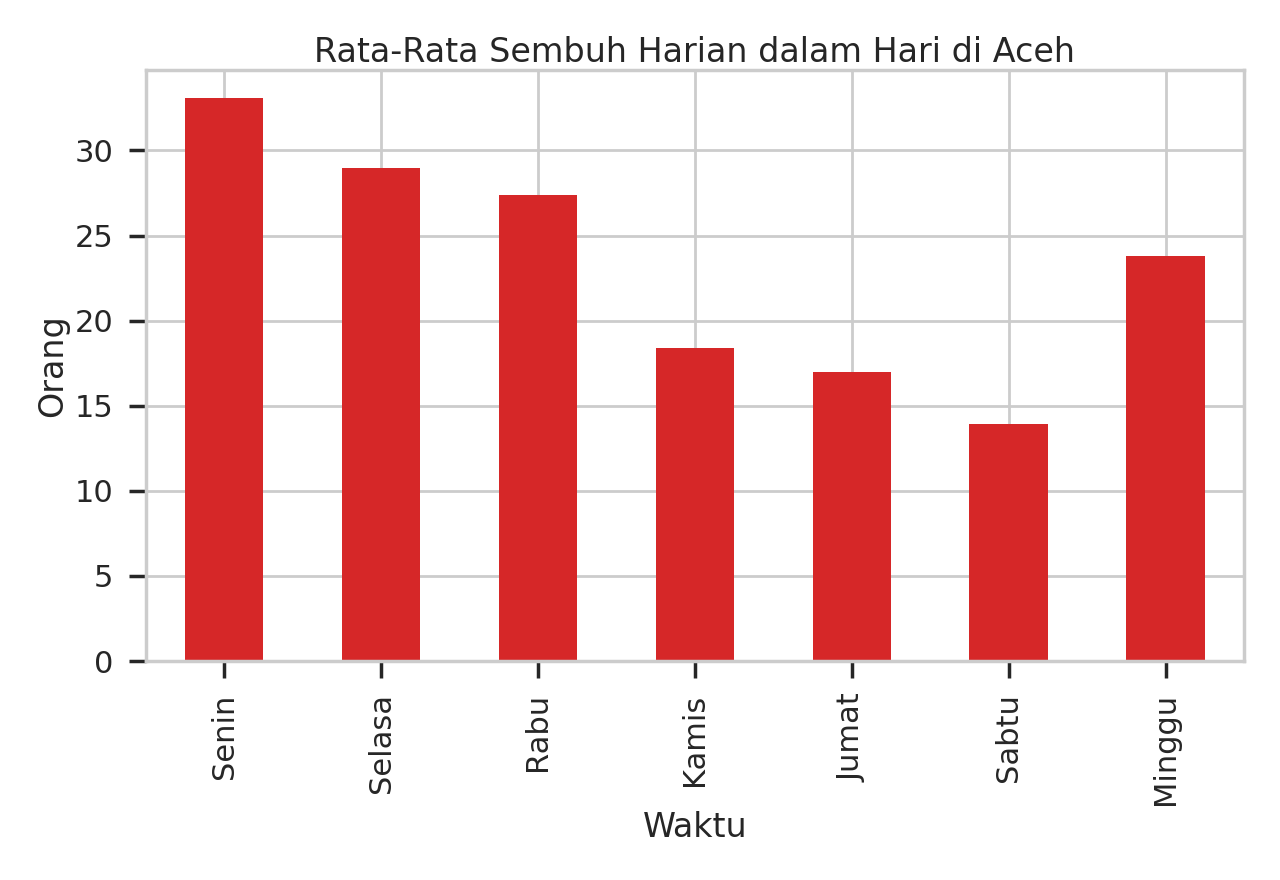 Rata-Rata Sembuh Harian dalam Hari di Aceh
Orang
30
25
20
15
10
5
0
Senin
Selasa
Rabu
Kamis
Jumat
Sabtu
Minggu
Waktu